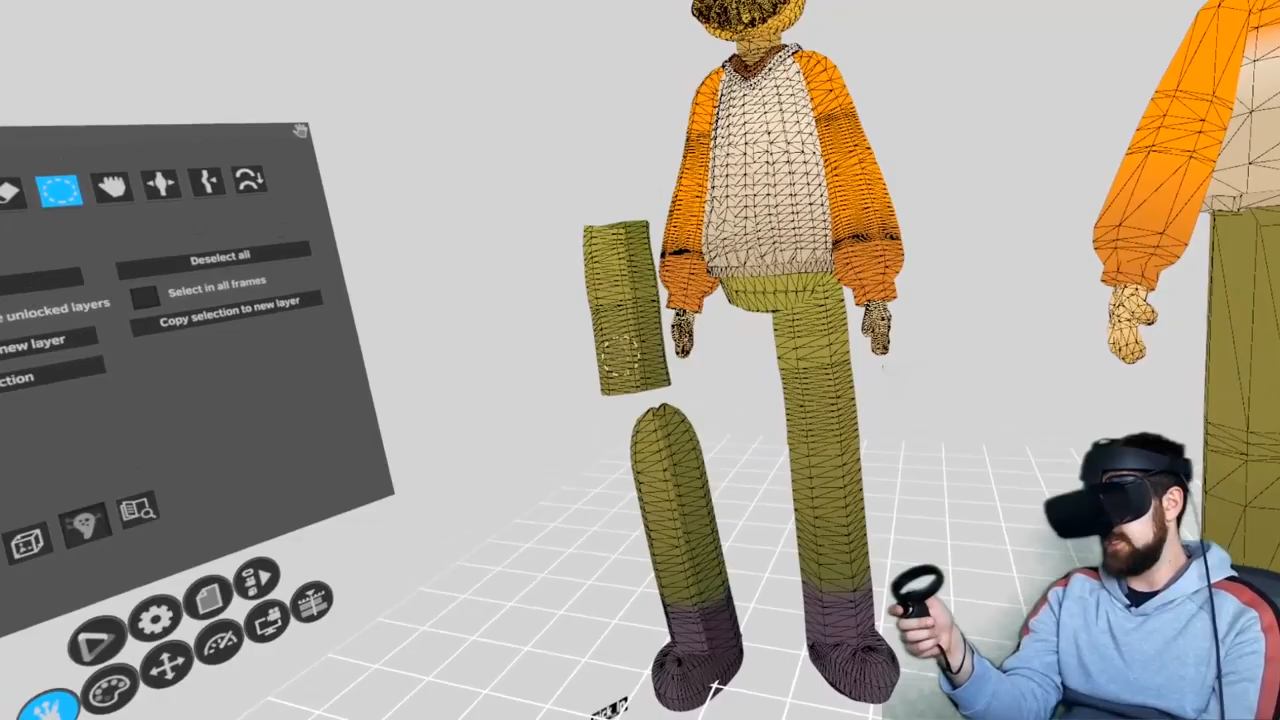 Deselect all
Select in all frames
e unlocked layers
Copy selection to new layer
new layer
ction